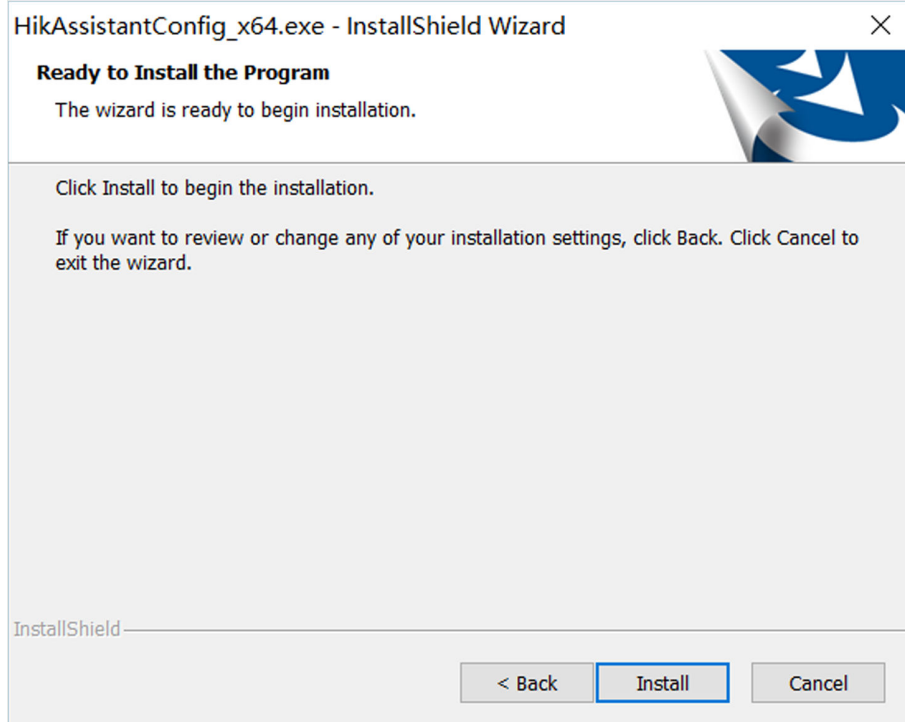 HikAssistantConfig_x64.exe - InstallShield Wizard
Ready to Install the Program
The wizard is ready to begin installation.
Click Install to begin the installation.
If you want to review or change any of your installation settings, click Back. Click Cancel to
exit the wizard.
InstallShield
< Back
Install
Cancel